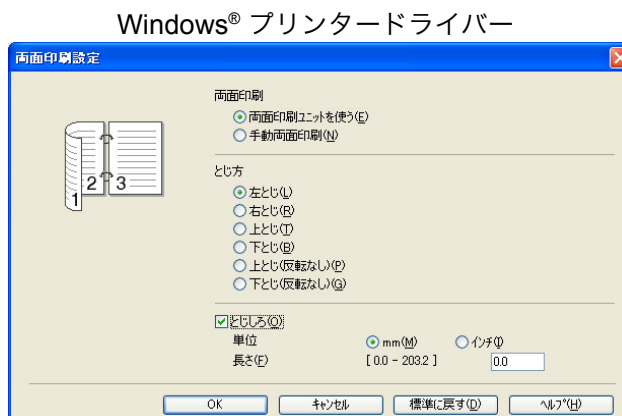 Windows® プリンタードライバー
両面印刷設定
両面印刷
両面印刷ユニットを使う(E)
手動両面印刷(N)
とじ方
左とじ(L)
右とじ(R)
上とじ(T)
下とじ(B)
上とじ(反転なし)(P)
下とじ(反転なし)(G)
1 2 3
とじしろ(O)
単位 mm(M) インチ(I)
長さ(F) [ 0.0 - 203.2 ] 0.0
OK キャンセル 標準に戻す(D) ヘルプ(H)